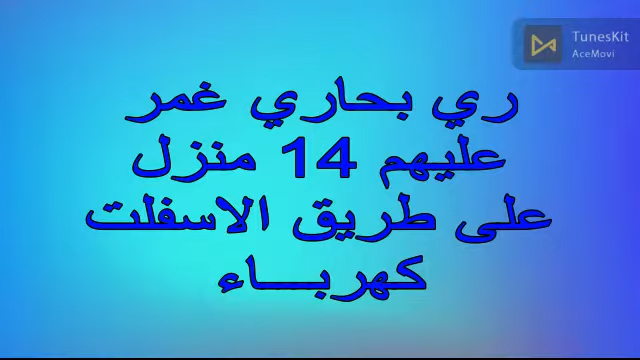 TunesKit
AceMovi
ري بحاري غمر
عليهم 14 منزل
على طريق الاسفلت
كهربـــاء